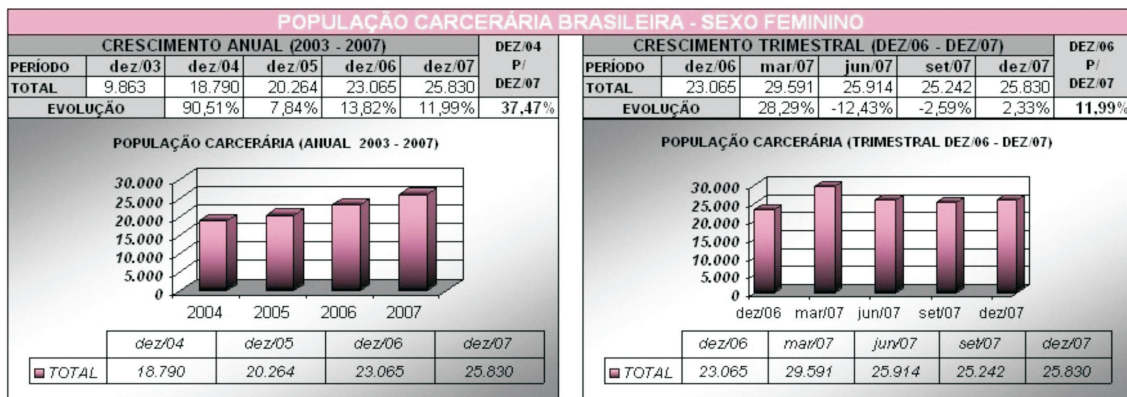 POPULAÇÃO CARCERÁRIA BRASILEIRA - SEXO FEMININO
CRESCIMENTO ANUAL (2003 - 2007) DEZ/04 P/ DEZ/07
PERÍODO dez/03 dez/04 dez/05 dez/06 dez/07
TOTAL 9.863 18.790 20.264 23.065 25.830
EVOLUÇÃO 90,51% 7,84% 13,82% 11,99% 37,47%
POPULAÇÃO CARCERÁRIA (ANUAL 2003 - 2007)
30.000
25.000
20.000
15.000
10.000
5.000
0
2004 2005 2006 2007
dez/04 dez/05 dez/06 dez/07
TOTAL 18.790 20.264 23.065 25.830
CRESCIMENTO TRIMESTRAL (DEZ/06 - DEZ/07) DEZ/06 P/ DEZ/07
PERÍODO dez/06 mar/07 jun/07 set/07 dez/07
TOTAL 23.065 29.591 25.914 25.242 25.830
EVOLUÇÃO 28,29% -12,43% -2,59% 2,33% 11,99%
POPULAÇÃO CARCERÁRIA (TRIMESTRAL DEZ/06 - DEZ/07)
30.000
25.000
20.000
15.000
10.000
5.000
0
dez/06 mar/07 jun/07 set/07 dez/07
dez/06 mar/07 jun/07 set/07 dez/07
TOTAL 23.065 29.591 25.914 25.242 25.830